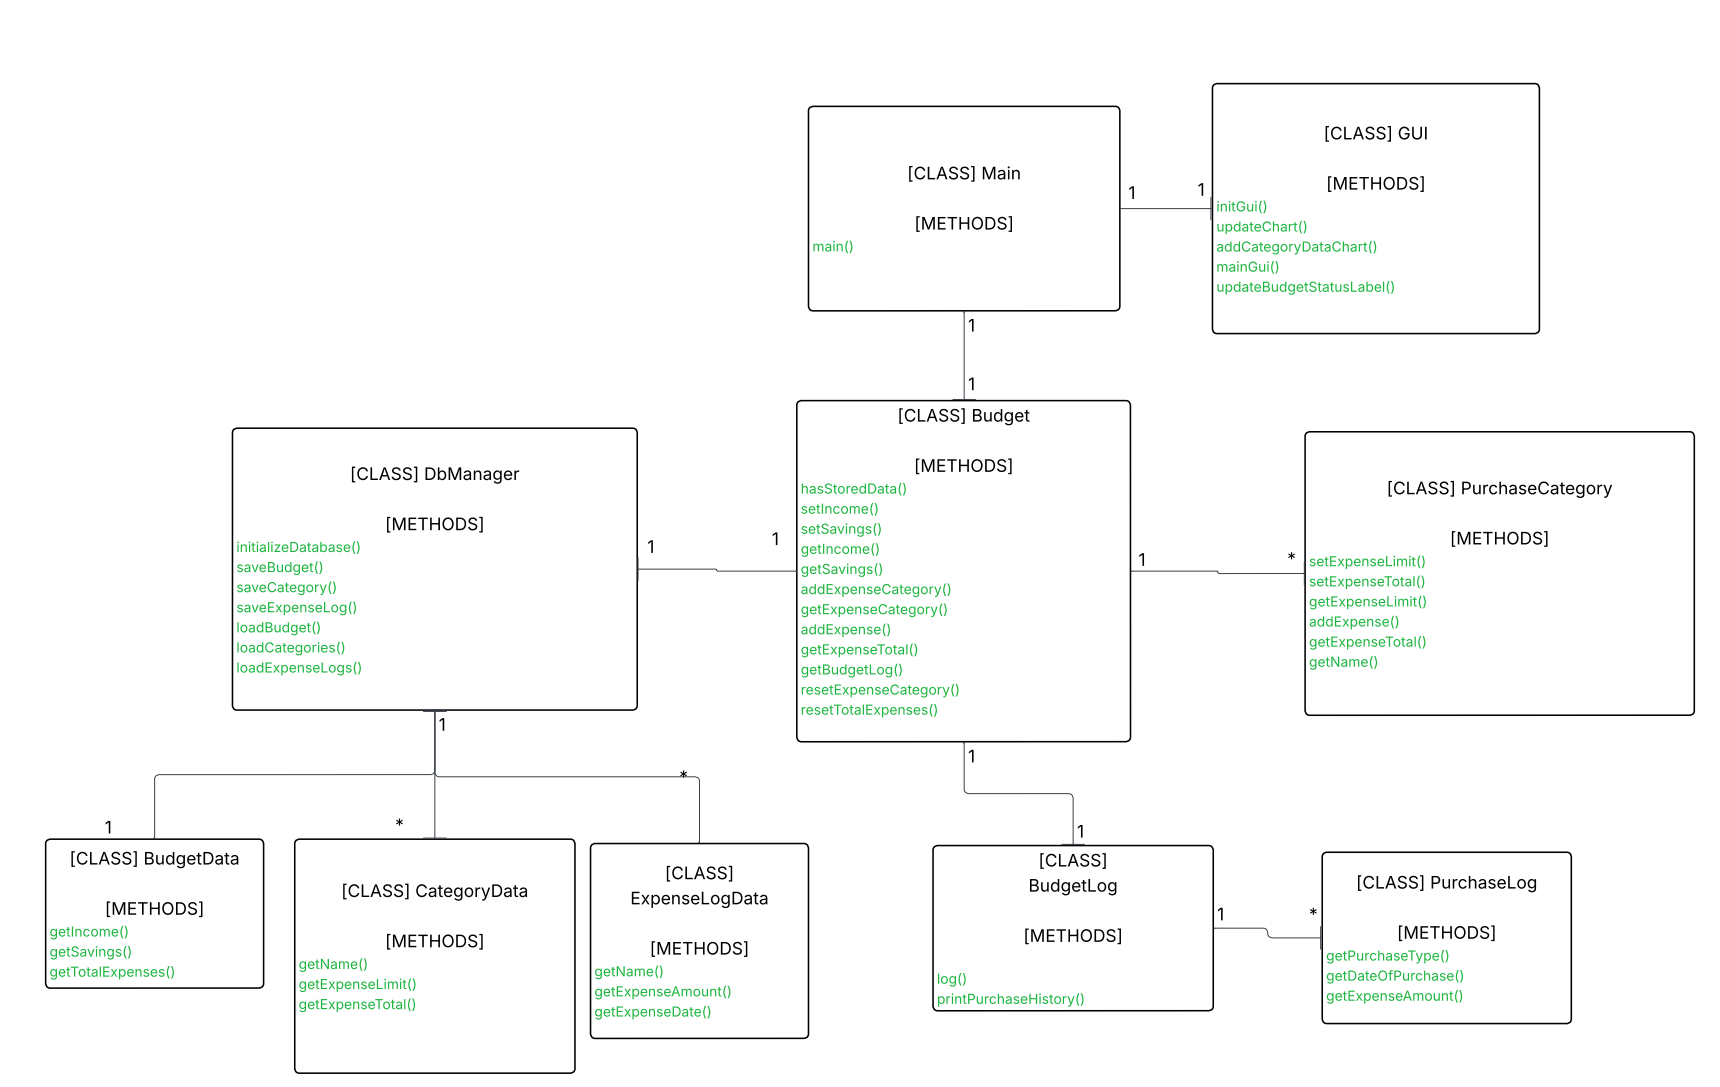 [CLASS] Main
[METHODS]
main()
1
1
1
1
[CLASS] GUI
[METHODS]
initGui()
updateChart()
addCategoryDataChart()
mainGui()
updateBudgetStatusLabel()
[CLASS] DbManager
[METHODS]
initializeDatabase()
saveBudget()
saveCategory()
saveExpenseLog()
loadBudget()
loadCategories()
loadExpenseLogs()
1
1
[CLASS] Budget
[METHODS]
hasStoredData()
setIncome()
setSavings()
getIncome()
getSavings()
addExpenseCategory()
getExpenseCategory()
addExpense()
getExpenseTotal()
getBudgetLog()
resetExpenseCategory()
resetTotalExpenses()
1
*
[CLASS] PurchaseCategory
[METHODS]
setExpenseLimit()
setExpenseTotal()
getExpenseLimit()
addExpense()
getExpenseTotal()
getName()
1
1
*
*
[CLASS] BudgetData
[METHODS]
getIncome()
getSavings()
getTotalExpenses()
[CLASS] CategoryData
[METHODS]
getName()
getExpenseLimit()
getExpenseTotal()
[CLASS]
ExpenseLogData
[METHODS]
getName()
getExpenseAmount()
getExpenseDate()
1
1
[CLASS]
BudgetLog
[METHODS]
log()
printPurchaseHistory()
1
*
[CLASS] PurchaseLog
[METHODS]
getPurchaseType()
getDateOfPurchase()
getExpenseAmount()